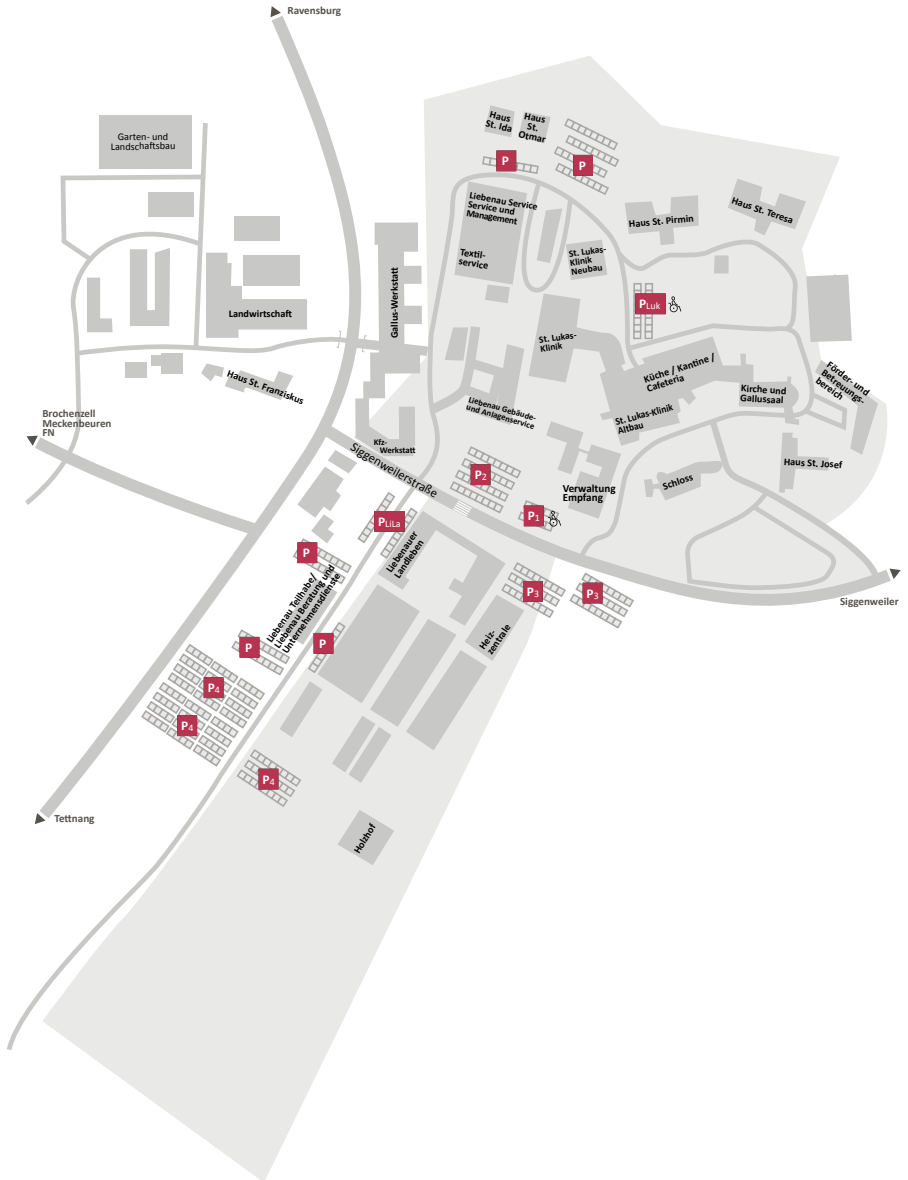 Ravensburg
Garten- und
Landschaftsbau
Haus
St. Ida
Haus
St.
Otmar
P
P
Liebenau Service
Service und
Management
Textil-
service
Haus St. Pirmin
Haus St. Teresa
St. Lukas-
Klinik
Neubau
Gallus-Werkstatt
PLuk
Landwirtschaft
St. Lukas-
Klinik
Küche / Kantine /
Cafeteria
Haus St. Franziskus
Kirche und
Gallussaal
Förder- und
Betreuungs-
bereich
Liebenau Gebäude-
und Anlagenservice
St. Lukas-Klinik
Altbau
Brochenzell
Meckenbeuren
FN
Kfz-
Werkstatt
Siggenweilerstraße
P2
Verwaltung
Empfang
Schloss
Haus St. Josef
P1
PLiLa
Liebenauer
Landleben
P
Liebenau Teilhabe/
Liebenau Beratung und
Unternehmensdienste
P3
P3
Siggenweiler
Heiz-
zentrale
P
P
P4
P4
P4
Tettnang
Holzhof